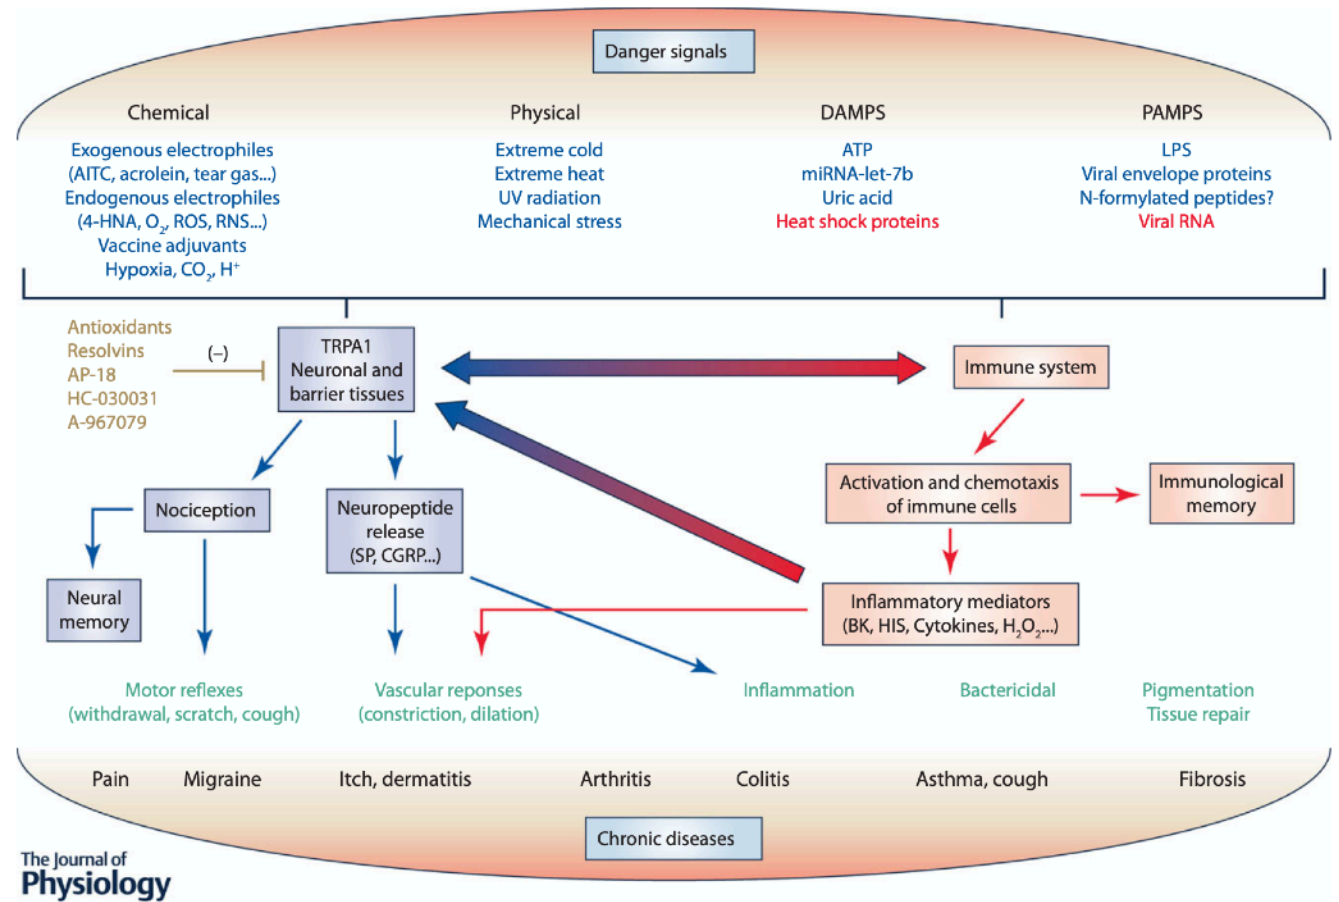 Danger signals
Chemical
Physical
DAMPS
PAMPS
Exogenous electrophiles
(AITC, acrolein, tear gas...)
Endogenous electrophiles
(4-HNA, O₂, ROS, RNS...)
Vaccine adjuvants
Hypoxia, CO₂, H⁺
Extreme cold
Extreme heat
UV radiation
Mechanical stress
ATP
miRNA-let-7b
Uric acid
Heat shock proteins
LPS
Viral envelope proteins
N-formylated peptides?
Viral RNA
Antioxidants
Resolvins
AP-18
HC-030031
A-967079
(–)
TRPA1
Neuronal and
barrier tissues
Immune system
Nociception
Neuropeptide
release
(SP, CGRP...)
Activation and chemotaxis
of immune cells
Immunological
memory
Neural
memory
Inflammatory mediators
(BK, HIS, Cytokines, H₂O₂...)
Motor reflexes
(withdrawal, scratch, cough)
Vascular reponses
(constriction, dilation)
Inflammation
Bactericidal
Pigmentation
Tissue repair
Pain
Migraine
Itch, dermatitis
Arthritis
Colitis
Asthma, cough
Fibrosis
Chronic diseases
The Journal of
Physiology